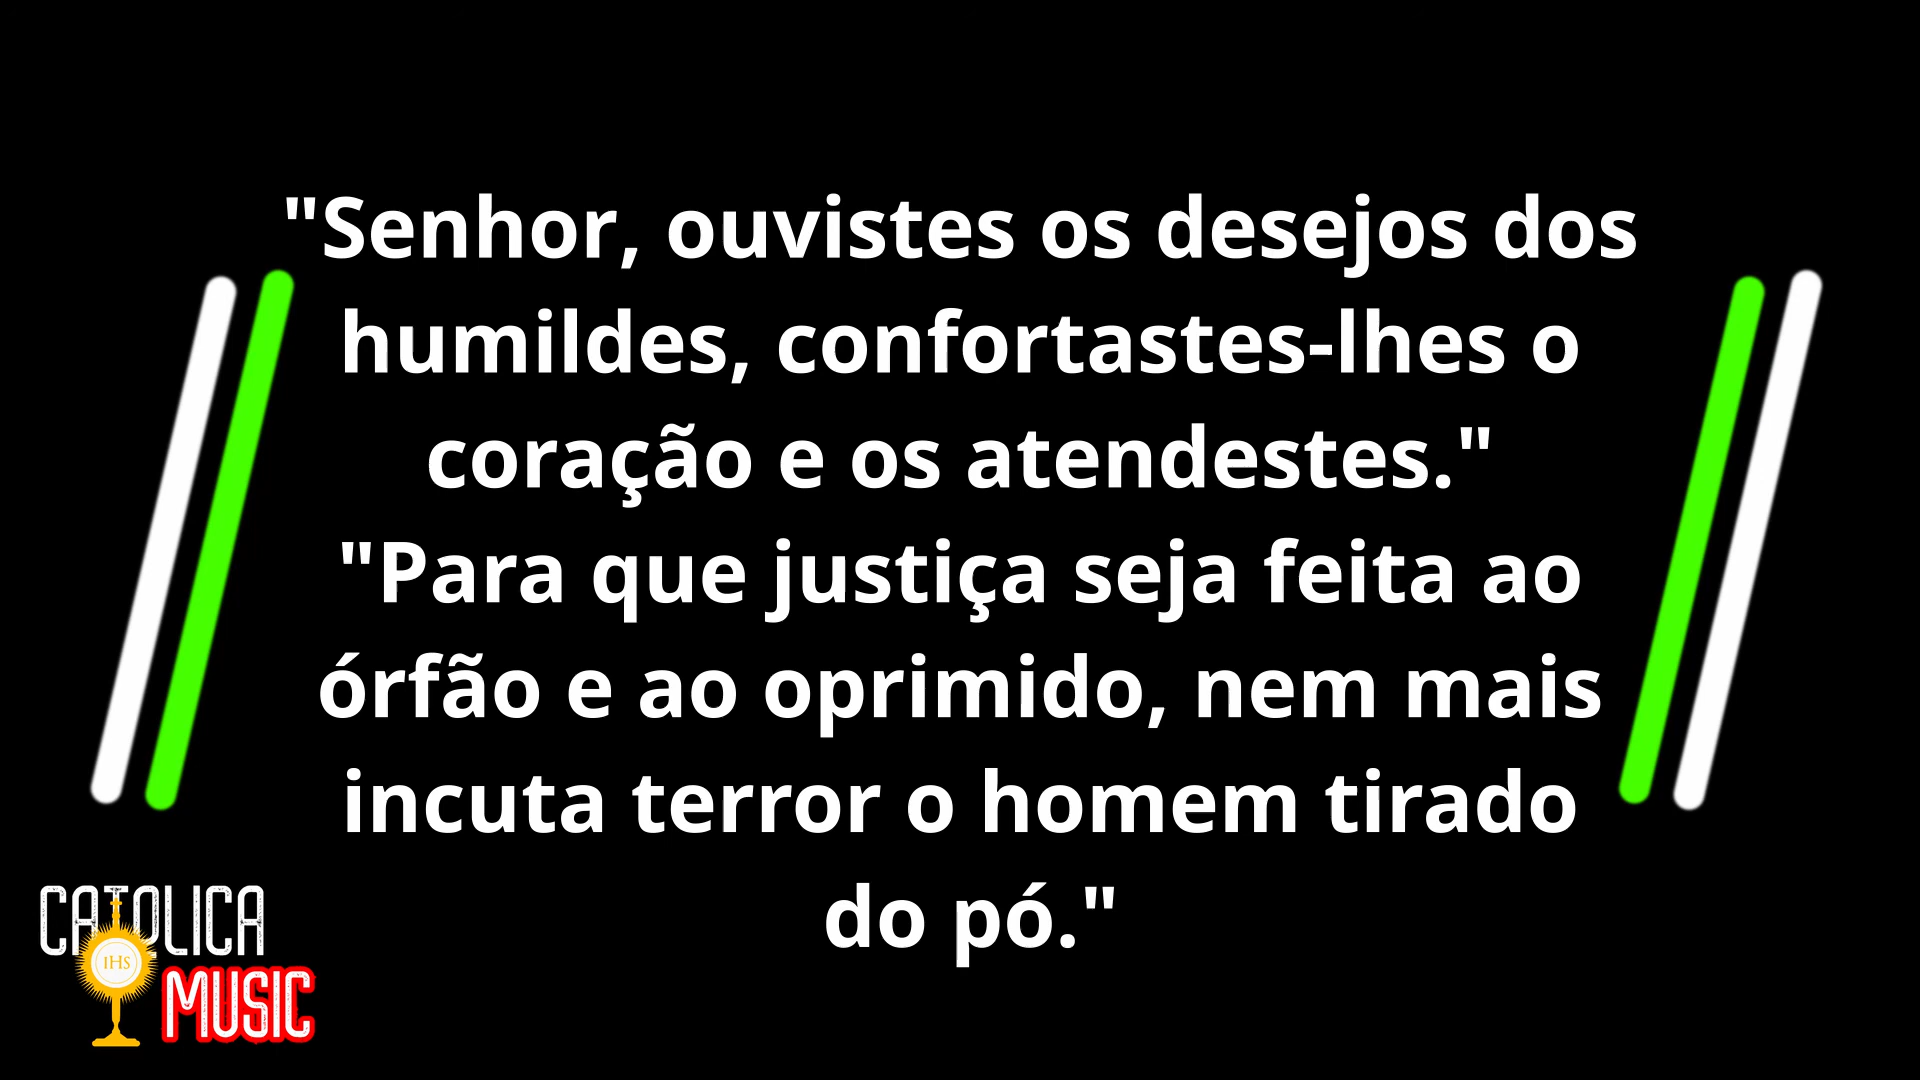 "Senhor, ouvistes os desejos dos
humildes, confortastes-lhes o
coração e os atendestes."
"Para que justiça seja feita ao
órfão e ao oprimido, nem mais
incuta terror o homem tirado
do pó."
CATOLICA
IHS
MUSIC